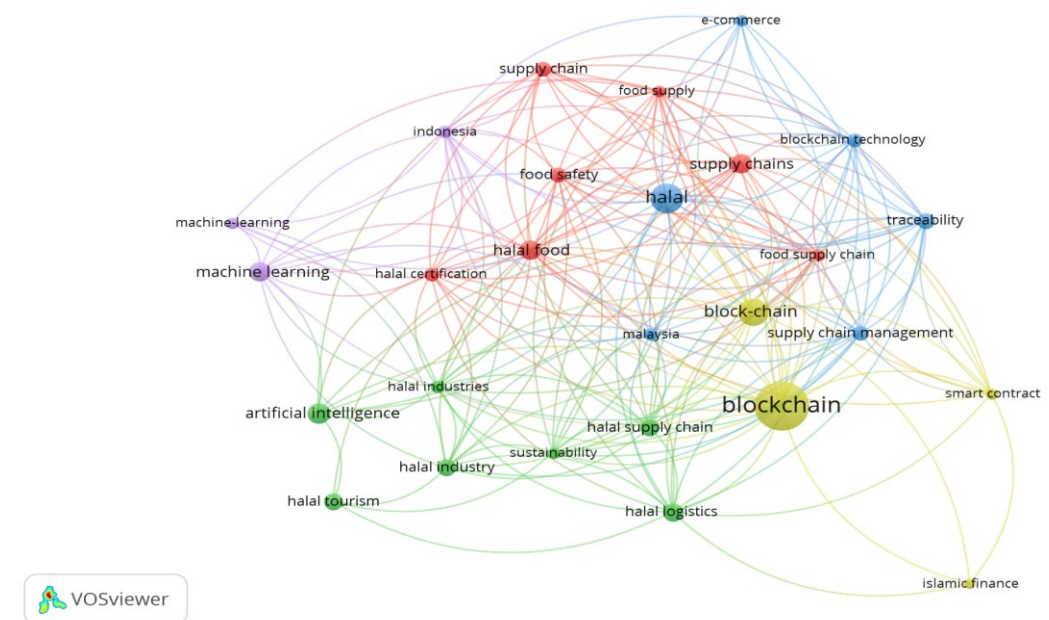 e-commerce
supply chain
food supply
indonesia
blockchain technology
supply chains
food safety
halal
machine-learning
traceability
halal food
food supply chain
machine learning
halal certification
block-chain
malaysia
supply chain management
halal industries
smart contract
blockchain
artificial intelligence
halal supply chain
sustainability
halal industry
halal tourism
halal logistics
islamic finance
VOSviewer